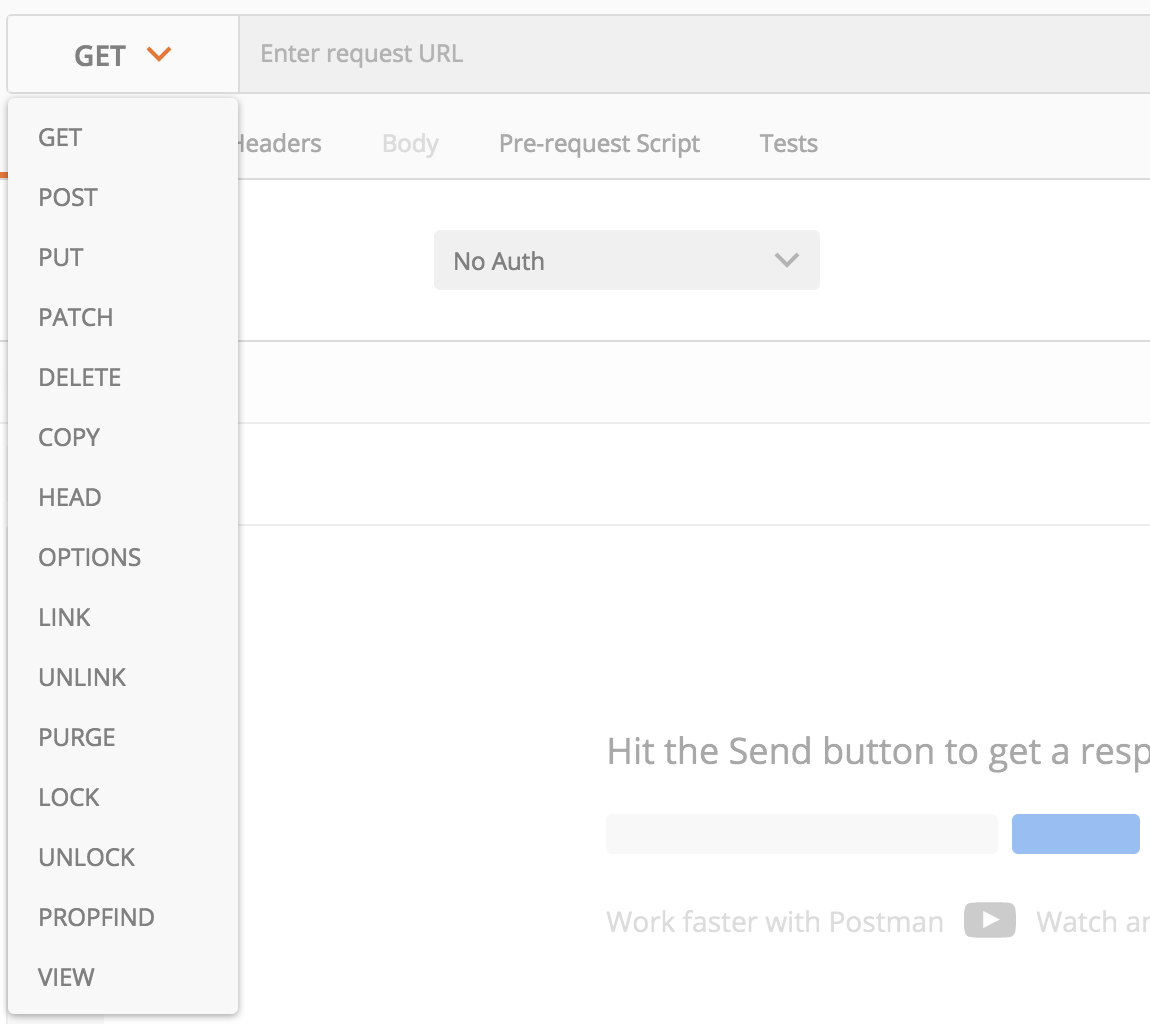 GET
Enter request URL
GET
Headers Body Pre-request Script Tests
POST
PUT
No Auth
PATCH
DELETE
COPY
HEAD
OPTIONS
LINK
UNLINK
PURGE
Hit the Send button to get a resp
LOCK
UNLOCK
PROPFIND
Work faster with Postman Watch an
VIEW